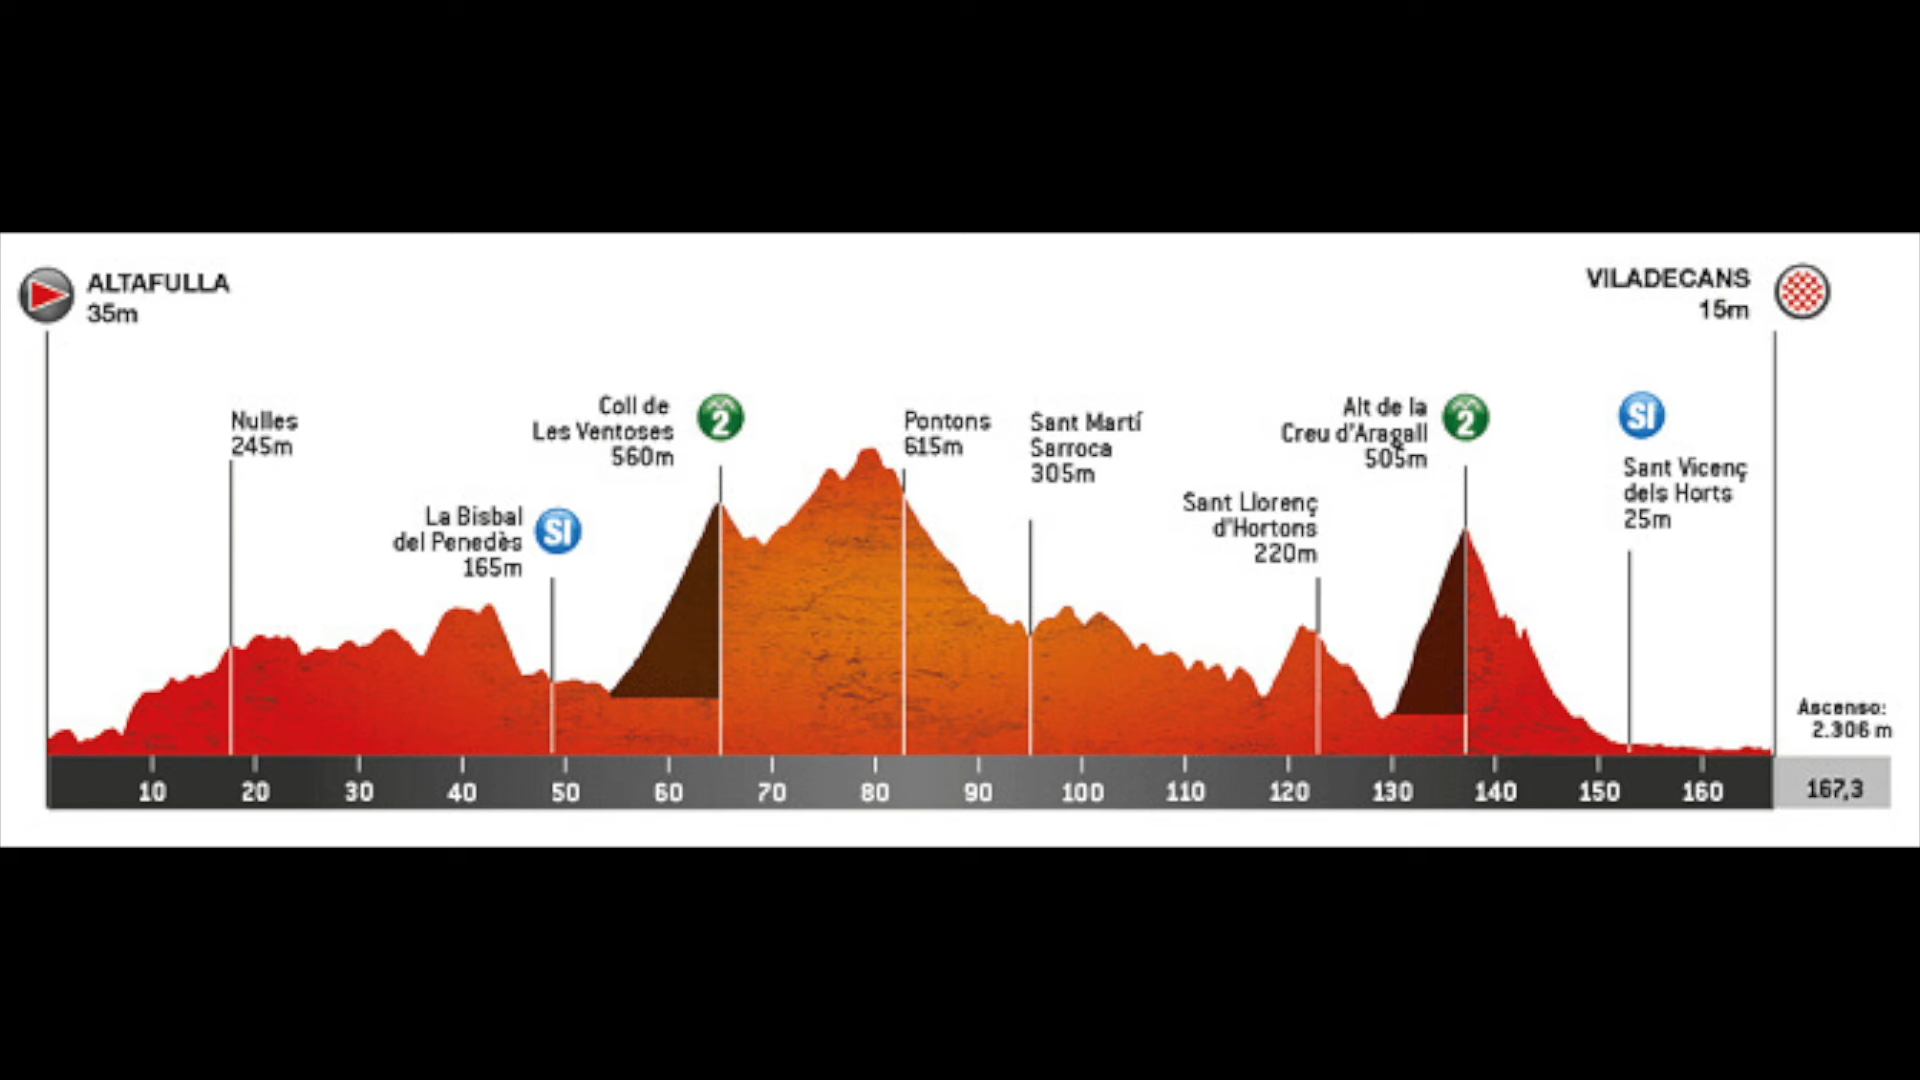 ALTAFULLA
35m
VILADECANS
15m
Nulles
245m
La Bisbal
del Penedès
165m
SI
Coll de
Les Ventoses
560m
2
Pontons
615m
Sant Martí
Sarroca
305m
Sant Llorenç
d'Hortons
220m
Alt de la
Creu d'Aragall
505m
2
SI
Sant Vicenç
dels Horts
25m
Ascenso:
2.306 m
10 20 30 40 50 60 70 80 90 100 110 120 130 140 150 160 167,3